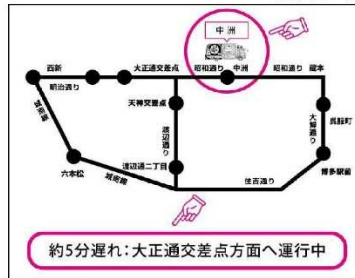 中洲
西新
大正通交差点
昭和通り
中洲
昭和通り
蔵本
明治通り
天神交差点
呉服町
渡辺通り
大博通り
城南線
六本松
渡辺通二丁目
博多駅前
城南線
住吉通り
約5分遅れ:大正通交差点方面へ運行中